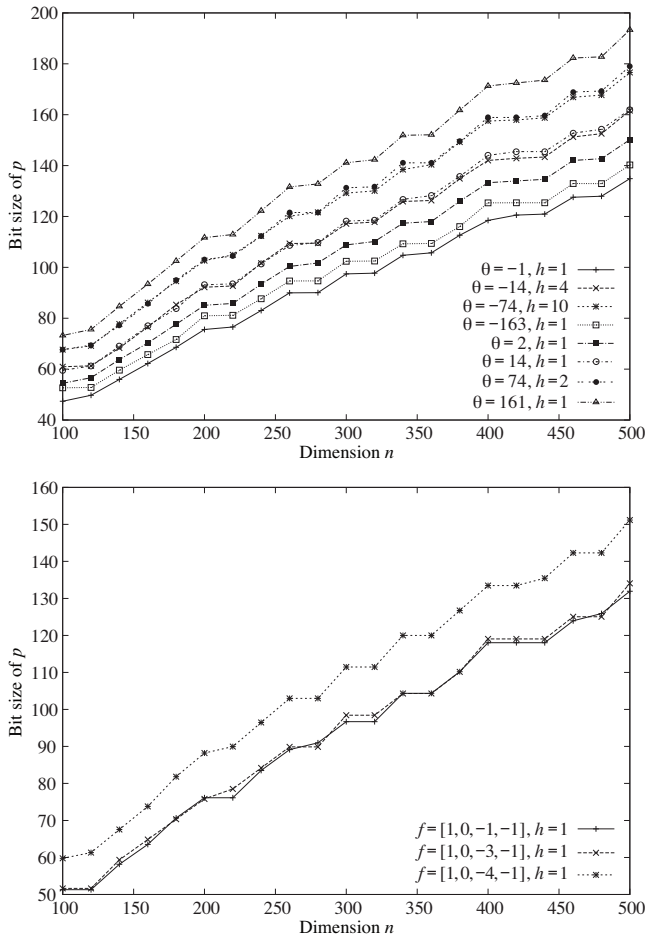 200
180
160
140
120
100
80
60
40
Bit size of p
θ = −1, h = 1
θ = −14, h = 4
θ = −74, h = 10
θ = −163, h = 1
θ = 2, h = 1
θ = 14, h = 1
θ = 74, h = 2
θ = 161, h = 1
100 150 200 250 300 350 400 450 500
Dimension n
160
150
140
130
120
110
100
90
80
70
60
50
Bit size of p
f = [1, 0, −1, −1], h = 1
f = [1, 0, −3, −1], h = 1
f = [1, 0, −4, −1], h = 1
100 150 200 250 300 350 400 450 500
Dimension n